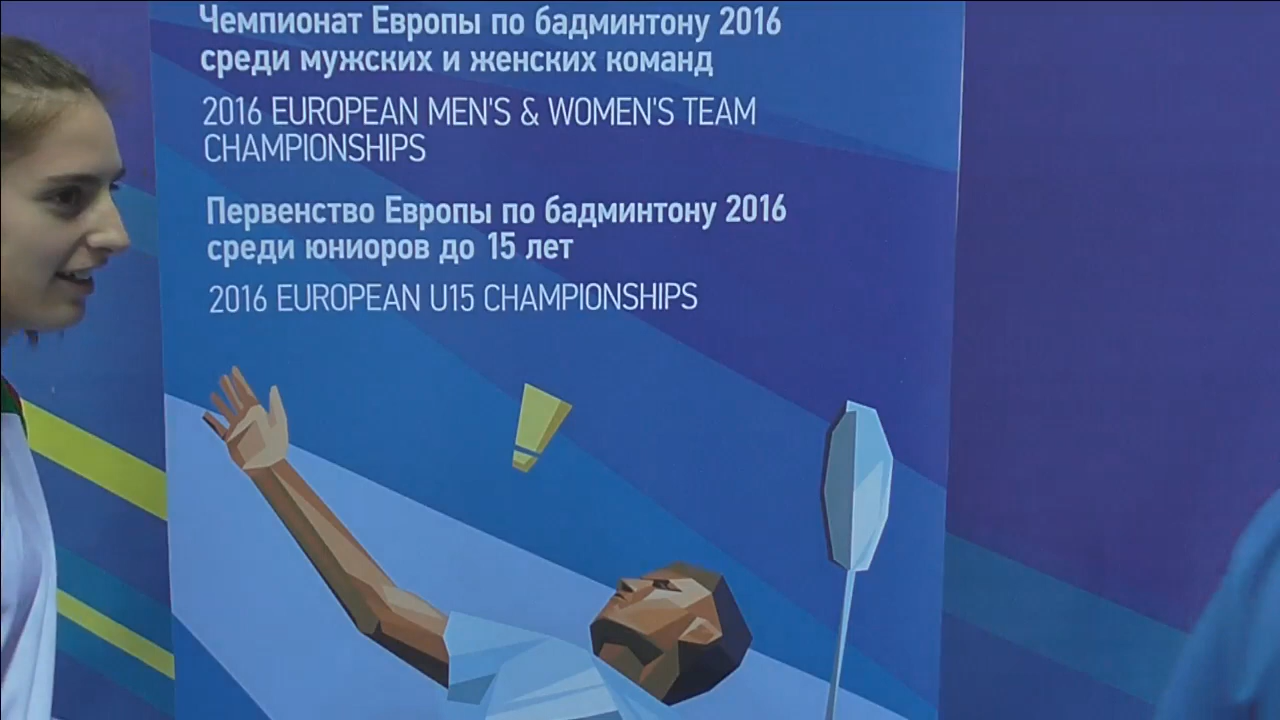 Чемпионат Европы по бадминтону 2016
среди мужских и женских команд
2016 EUROPEAN MEN'S & WOMEN'S TEAM
CHAMPIONSHIPS
Первенство Европы по бадминтону 2016
среди юниоров до 15 лет
2016 EUROPEAN U15 CHAMPIONSHIPS